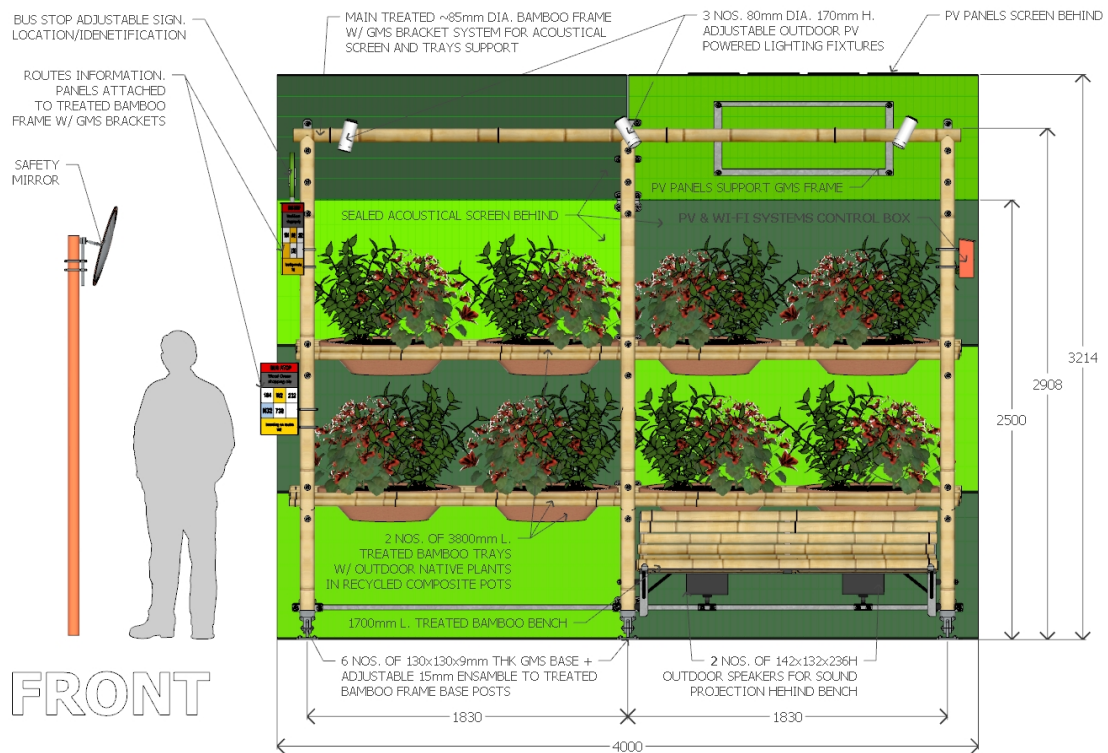 BUS STOP ADJUSTABLE SIGN.
LOCATION/IDENETIFICATION
MAIN TREATED ~85mm DIA. BAMBOO FRAME
W/ GMS BRACKET SYSTEM FOR ACOUSTICAL
SCREEN AND TRAYS SUPPORT
3 NOS. 80mm DIA. 170mm H.
ADJUSTABLE OUTDOOR PV
POWERED LIGHTING FIXTURES
PV PANELS SCREEN BEHIND
ROUTES INFORMATION.
PANELS ATTACHED
TO TREATED BAMBOO
FRAME W/ GMS BRACKETS
SAFETY
MIRROR
PV PANELS SUPPORT GMS FRAME
SEALED ACOUSTICAL SCREEN BEHIND
PV & WI-FI SYSTEMS CONTROL BOX
3214
2908
2500
2 NOS. OF 3800mm L.
TREATED BAMBOO TRAYS
W/ OUTDOOR NATIVE PLANTS
IN RECYCLED COMPOSITE POTS
1700mm L. TREATED BAMBOO BENCH
6 NOS. OF 130x130x9mm THK GMS BASE +
ADJUSTABLE 15mm ENSAMBLE TO TREATED
BAMBOO FRAME BASE POSTS
2 NOS. OF 142x132x236H
OUTDOOR SPEAKERS FOR SOUND
PROJECTION HEHIND BENCH
FRONT
1830
1830
4000